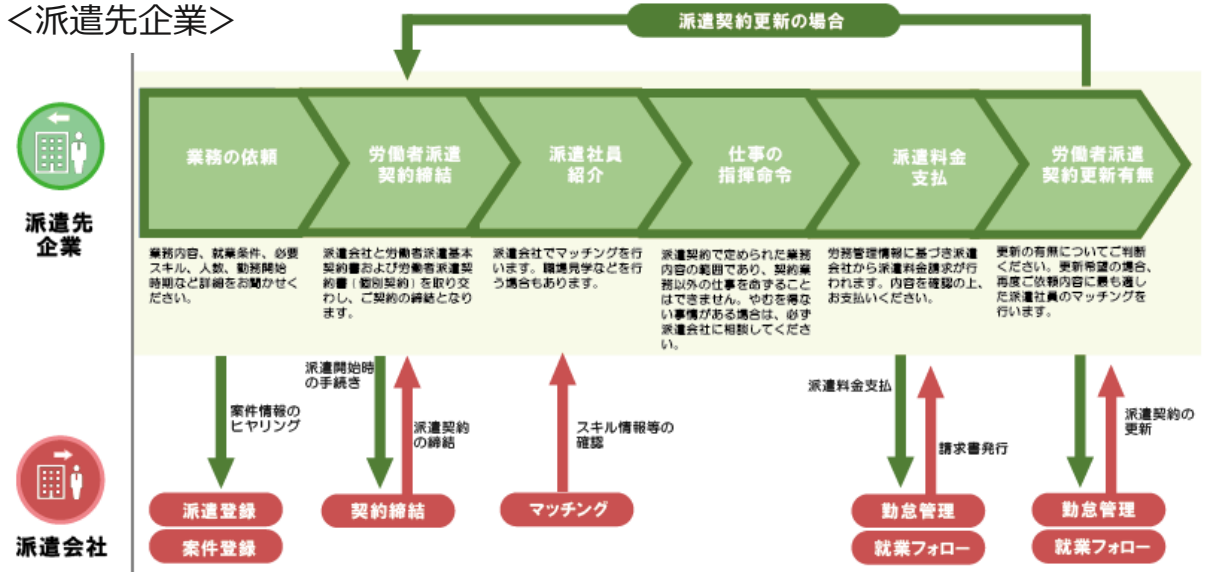 <派遣先企業>
派遣契約更新の場合
派遣先
企業
業務の依頼
労働者派遣
契約締結
派遣社員
紹介
仕事の
指揮命令
派遣料金
支払
労働者派遣
契約更新有無
業務内容、就業条件、必要
スキル、人数、勤務開始
時期など詳細をお聞かせく
ださい。
派遣会社と労働者派遣基本
契約書および労働者派遣契
約書(個別契約)を取り交
わし、ご契約の締結となり
ます。
派遣会社でマッチングを行
います。職場見学などを行
う場合もあります。
派遣契約で定められた業務
内容の範囲であり、契約業
務以外の仕事を命ずること
はできません。やむを得な
い事情がある場合は、必ず
派遣会社に相談してくださ
い。
労務管理情報に基づき派遣
会社から派遣料金請求が行
われます。内容を確認の上、
お支払いください。
更新の有無についてご判断
ください。更新希望の場合、
再度ご依頼内容に最も適し
た派遣社員のマッチングを
行います。
案件情報の
ヒヤリング
派遣開始時
の手続き
派遣契約
の締結
スキル情報等の
確認
派遣料金支払
請求書発行
派遣契約の
更新
派遣会社
派遣登録
案件登録
契約締結
マッチング
勤怠管理
就業フォロー
勤怠管理
就業フォロー